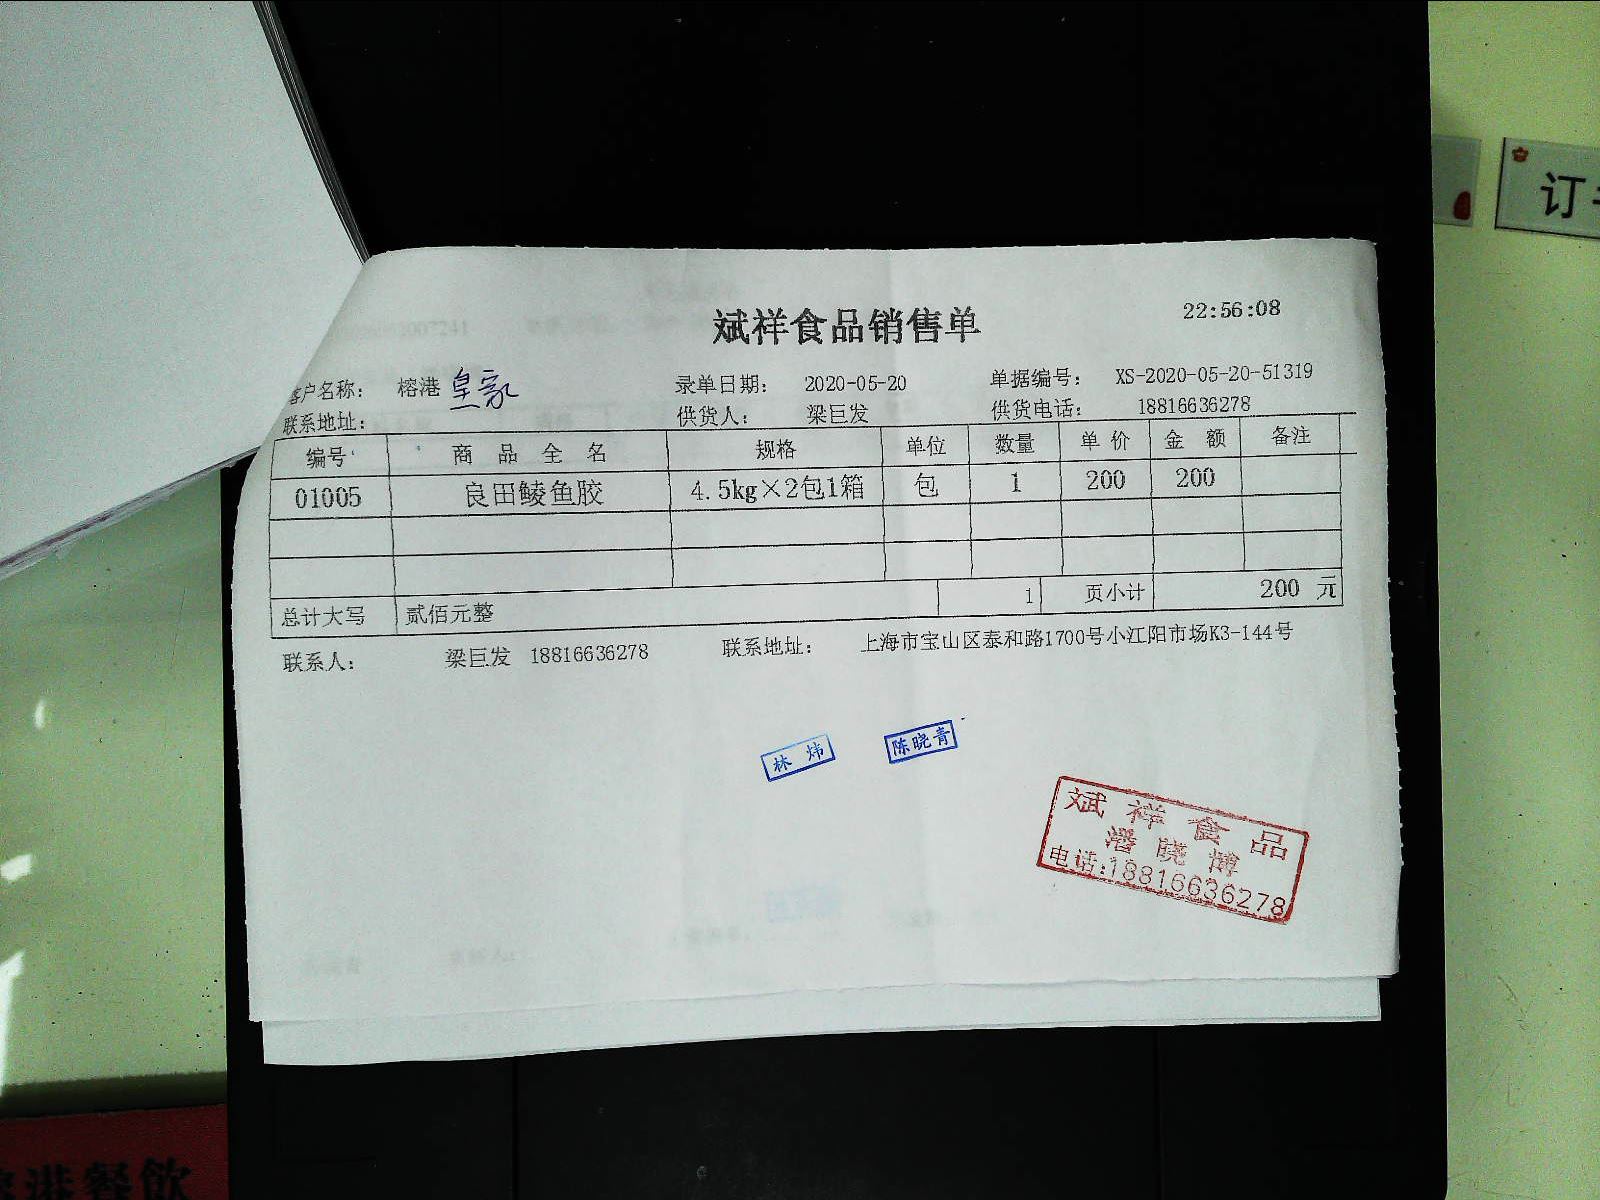 订
斌祥食品销售单
22:56:08
客户名称： 榕港 皇家 录单日期： 2020-05-20 单据编号： XS-2020-05-20-51319
联系地址： 供货人： 梁巨发 供货电话： 18816636278
编号 商品全名 规格 单位 数量 单价 金额 备注
01005 良田鲮鱼胶 4.5kg×2包1箱 包 1 200 200
总计大写 贰佰元整 1 页小计 200 元
联系人： 梁巨发 18816636278 联系地址： 上海市宝山区泰和路1700号小江阳市场K3-144号
林炜 陈晓青
斌祥食品
潘晓博
电话:18816636278
港餐飲